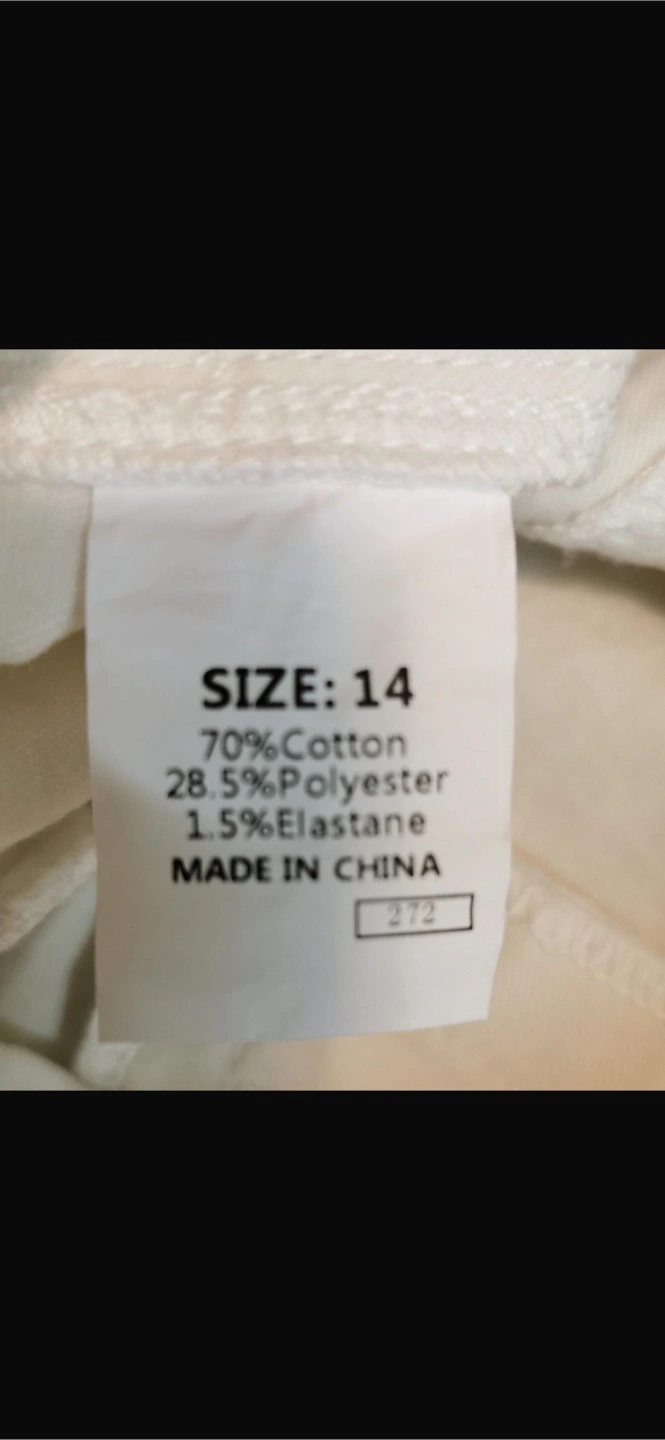 SIZE: 14
70%Cotton
28.5%Polyester
1.5%Elastane
MADE IN CHINA
272